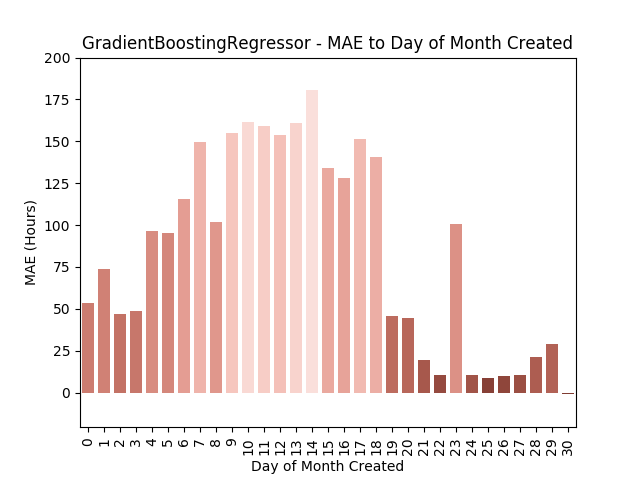 GradientBoostingRegressor - MAE to Day of Month Created
200
175
150
125
100
75
50
25
0
MAE (Hours)
0 1 2 3 4 5 6 7 8 9 10 11 12 13 14 15 16 17 18 19 20 21 22 23 24 25 26 27 28 29 30
Day of Month Created